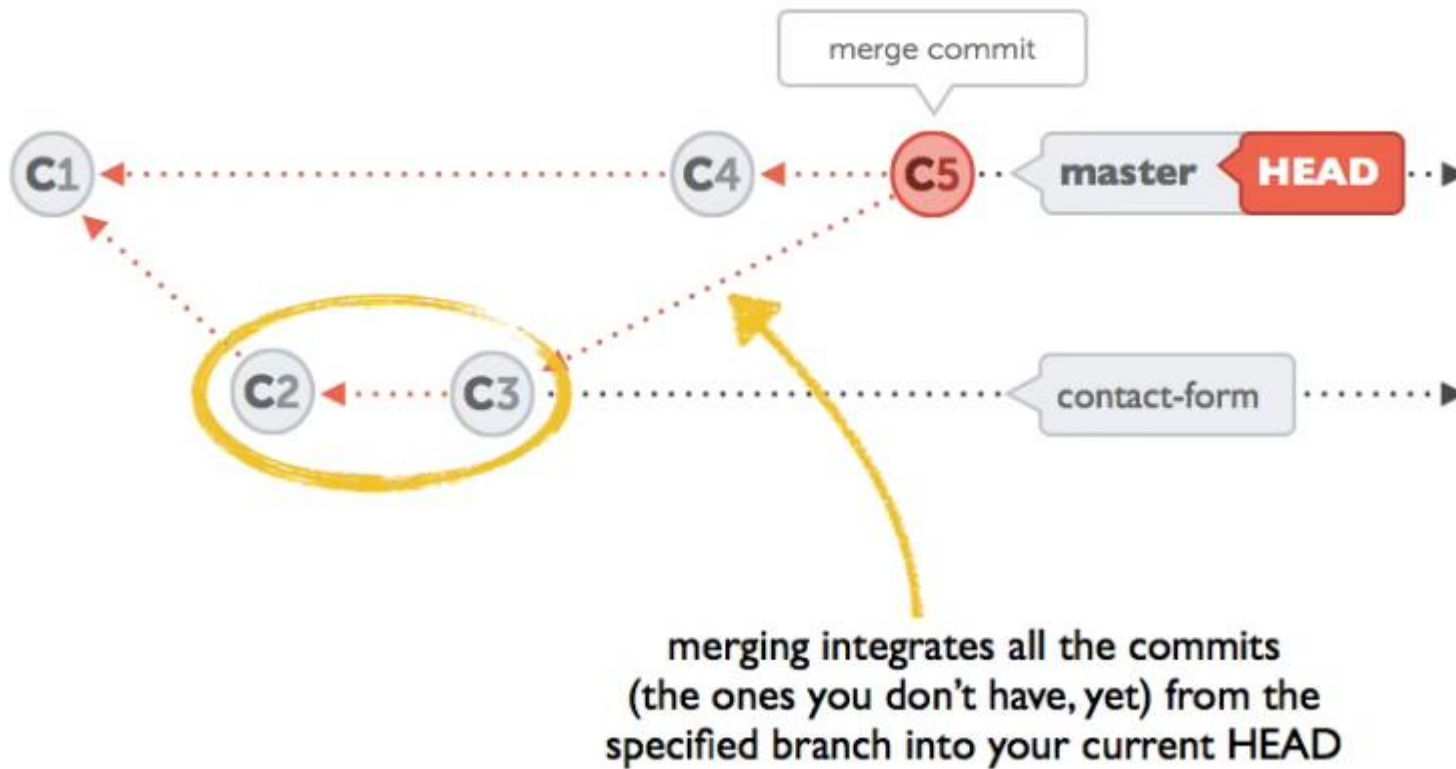 merge commit
C1
C4
C5
master
HEAD
C2
C3
contact-form
merging integrates all the commits
(the ones you don't have, yet) from the
specified branch into your current HEAD